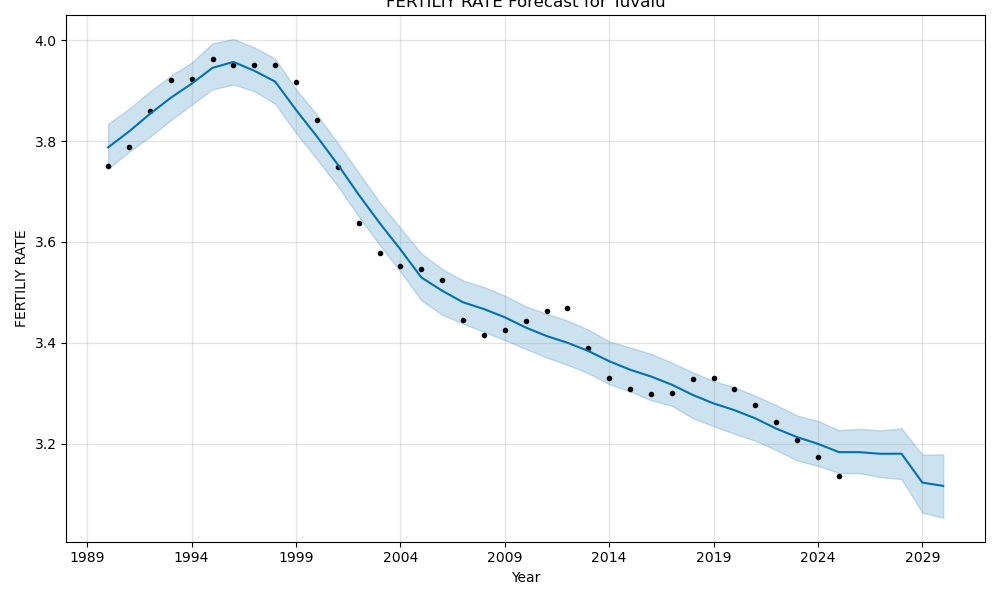 FERTILIY RATE Forecast for Tuvalu
4.0
3.8
3.6
3.4
3.2
FERTILIY RATE
1989 1994 1999 2004 2009 2014 2019 2024 2029
Year